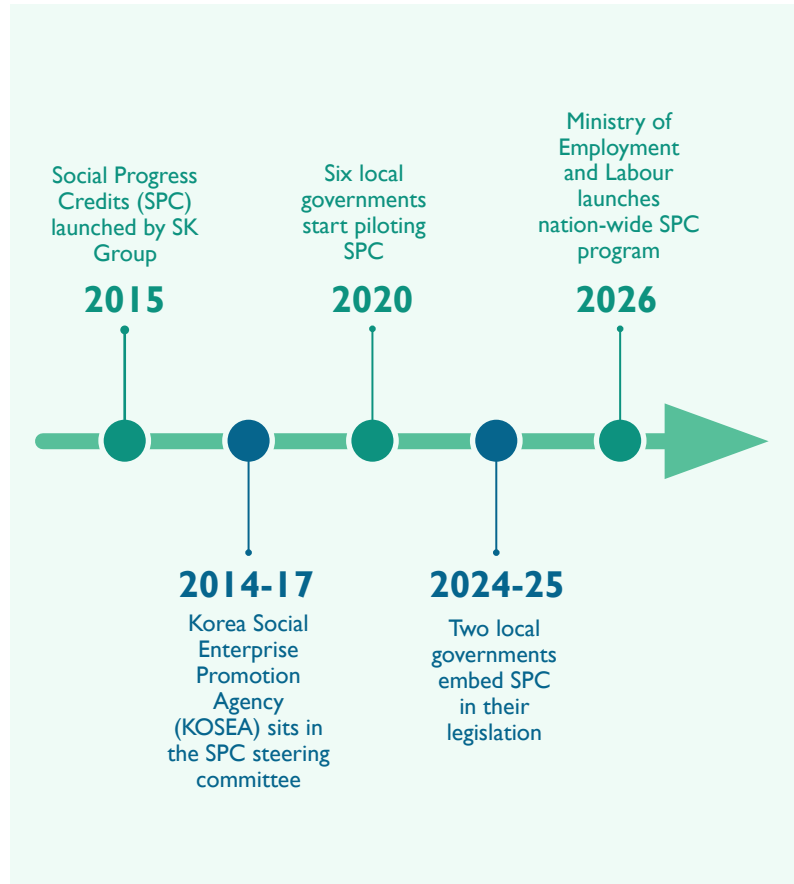 Social Progress
Credits (SPC)
launched by SK
Group
2015
2014-17
Korea Social
Enterprise
Promotion
Agency
(KOSEA) sits in
the SPC steering
committee
Six local
governments
start piloting
SPC
2020
2024-25
Two local
governments
embed SPC
in their
legislation
Ministry of
Employment
and Labour
launches
nation-wide SPC
program
2026